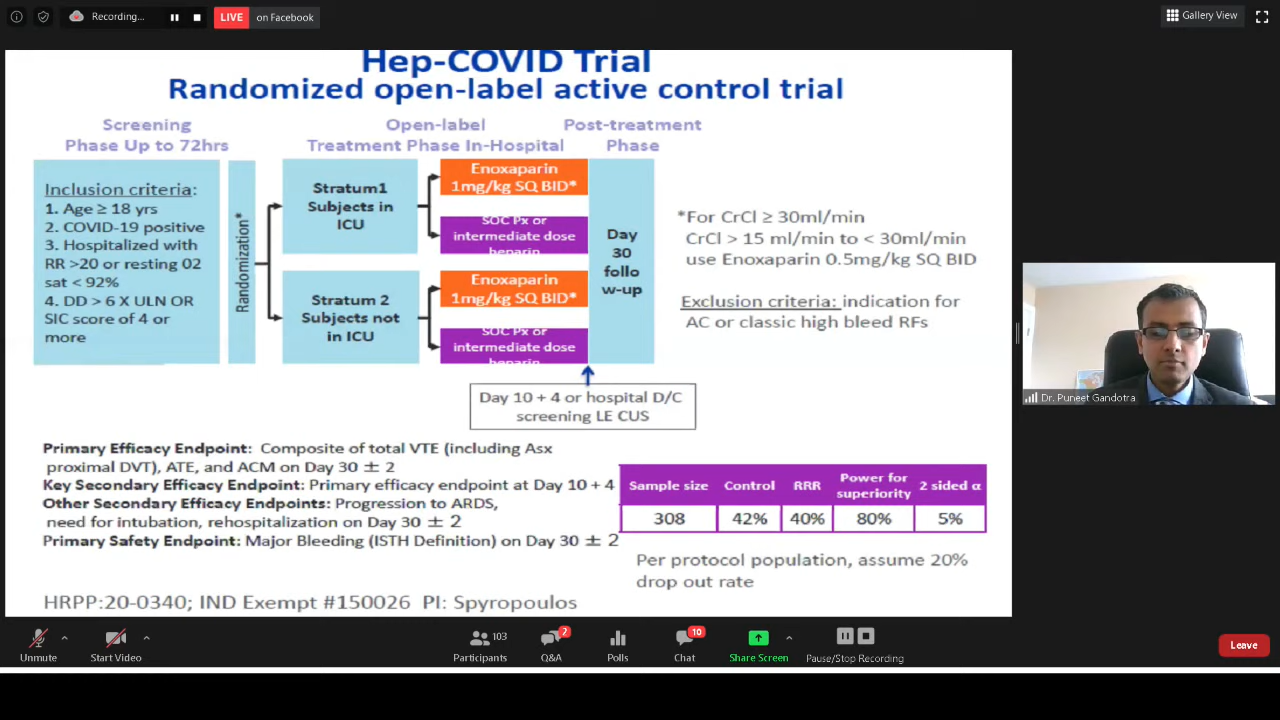 Recording...
LIVE on Facebook
Gallery View
Hep-COVID Trial
Randomized open-label active control trial
Screening
Phase Up to 72hrs
Open-label
Treatment Phase In-Hospital
Post-treatment
Phase
Inclusion criteria:
1. Age ≥ 18 yrs
2. COVID-19 positive
3. Hospitalized with
RR >20 or resting 02
sat < 92%
4. DD > 6 X ULN OR
SIC score of 4 or
more
Randomization*
Stratum1
Subjects in
ICU
Stratum 2
Subjects not
in ICU
Enoxaparin
1mg/kg SQ BID*
SOC Px or
intermediate dose
heparin
Enoxaparin
1mg/kg SQ BID*
SOC Px or
intermediate dose
heparin
Day
30
follo
w-up
*For CrCl ≥ 30ml/min
CrCl > 15 ml/min to < 30ml/min
use Enoxaparin 0.5mg/kg SQ BID
Exclusion criteria: indication for
AC or classic high bleed RFs
Day 10 + 4 or hospital D/C
screening LE CUS
Primary Efficacy Endpoint: Composite of total VTE (including Asx
proximal DVT), ATE, and ACM on Day 30 ± 2
Key Secondary Efficacy Endpoint: Primary efficacy endpoint at Day 10 + 4
Other Secondary Efficacy Endpoints: Progression to ARDS,
need for intubation, rehospitalization on Day 30 ± 2
Primary Safety Endpoint: Major Bleeding (ISTH Definition) on Day 30 ± 2
Sample size Control RRR Power for superiority 2 sided α
308 42% 40% 80% 5%
Per protocol population, assume 20%
drop out rate
HRPP:20-0340; IND Exempt #150026 PI: Spyropoulos
Dr. Puneet Gandotra
Unmute
Start Video
103
Participants
2
Q&A
Polls
10
Chat
Share Screen
Pause/Stop Recording
Leave